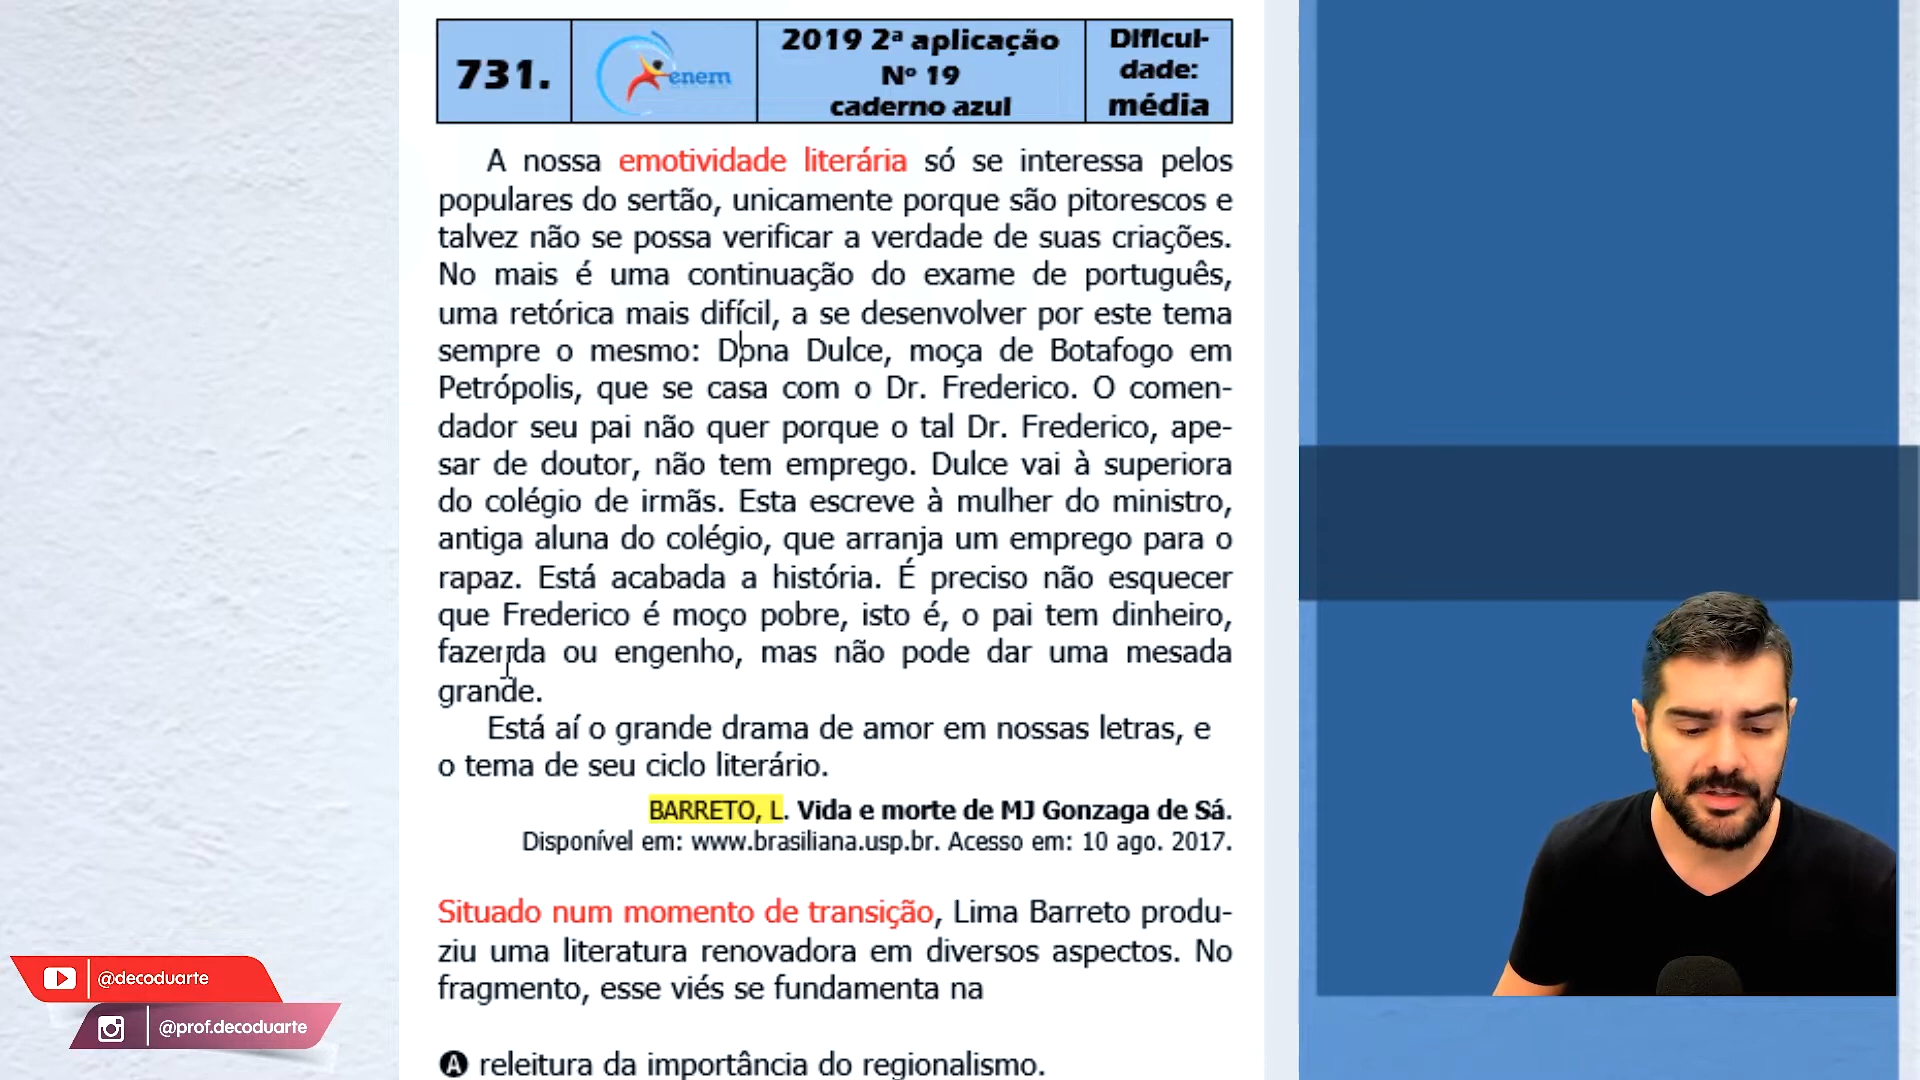 731.
enem
2019 2ª aplicação
Nº 19
caderno azul
Dificul-
dade:
média
A nossa emotividade literária só se interessa pelos
populares do sertão, unicamente porque são pitorescos e
talvez não se possa verificar a verdade de suas criações.
No mais é uma continuação do exame de português,
uma retórica mais difícil, a se desenvolver por este tema
sempre o mesmo: Dona Dulce, moça de Botafogo em
Petrópolis, que se casa com o Dr. Frederico. O comen-
dador seu pai não quer porque o tal Dr. Frederico, ape-
sar de doutor, não tem emprego. Dulce vai à superiora
do colégio de irmãs. Esta escreve à mulher do ministro,
antiga aluna do colégio, que arranja um emprego para o
rapaz. Está acabada a história. É preciso não esquecer
que Frederico é moço pobre, isto é, o pai tem dinheiro,
fazenda ou engenho, mas não pode dar uma mesada
grande.
Está aí o grande drama de amor em nossas letras, e
o tema de seu ciclo literário.
BARRETO, L. Vida e morte de MJ Gonzaga de Sá.
Disponível em: www.brasiliana.usp.br. Acesso em: 10 ago. 2017.
Situado num momento de transição, Lima Barreto produ-
ziu uma literatura renovadora em diversos aspectos. No
fragmento, esse viés se fundamenta na
A releitura da importância do regionalismo.
@decoduarte
@prof.decoduarte